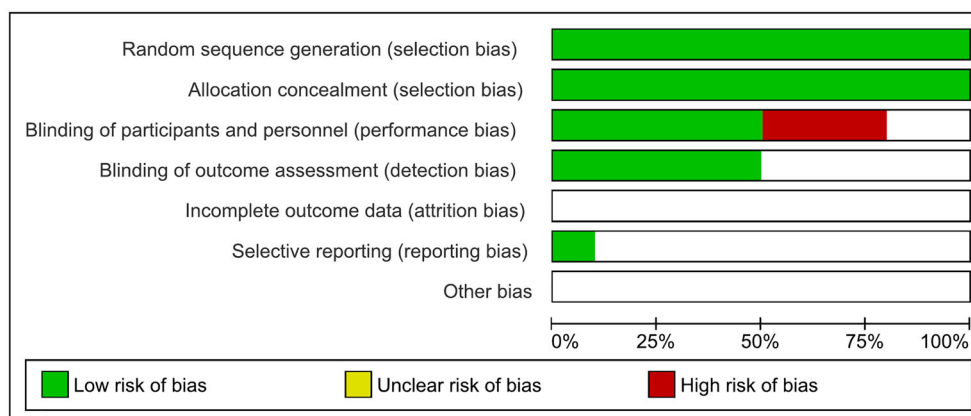 Random sequence generation (selection bias)
Allocation concealment (selection bias)
Blinding of participants and personnel (performance bias)
Blinding of outcome assessment (detection bias)
Incomplete outcome data (attrition bias)
Selective reporting (reporting bias)
Other bias
0% 25% 50% 75% 100%
Low risk of bias Unclear risk of bias High risk of bias